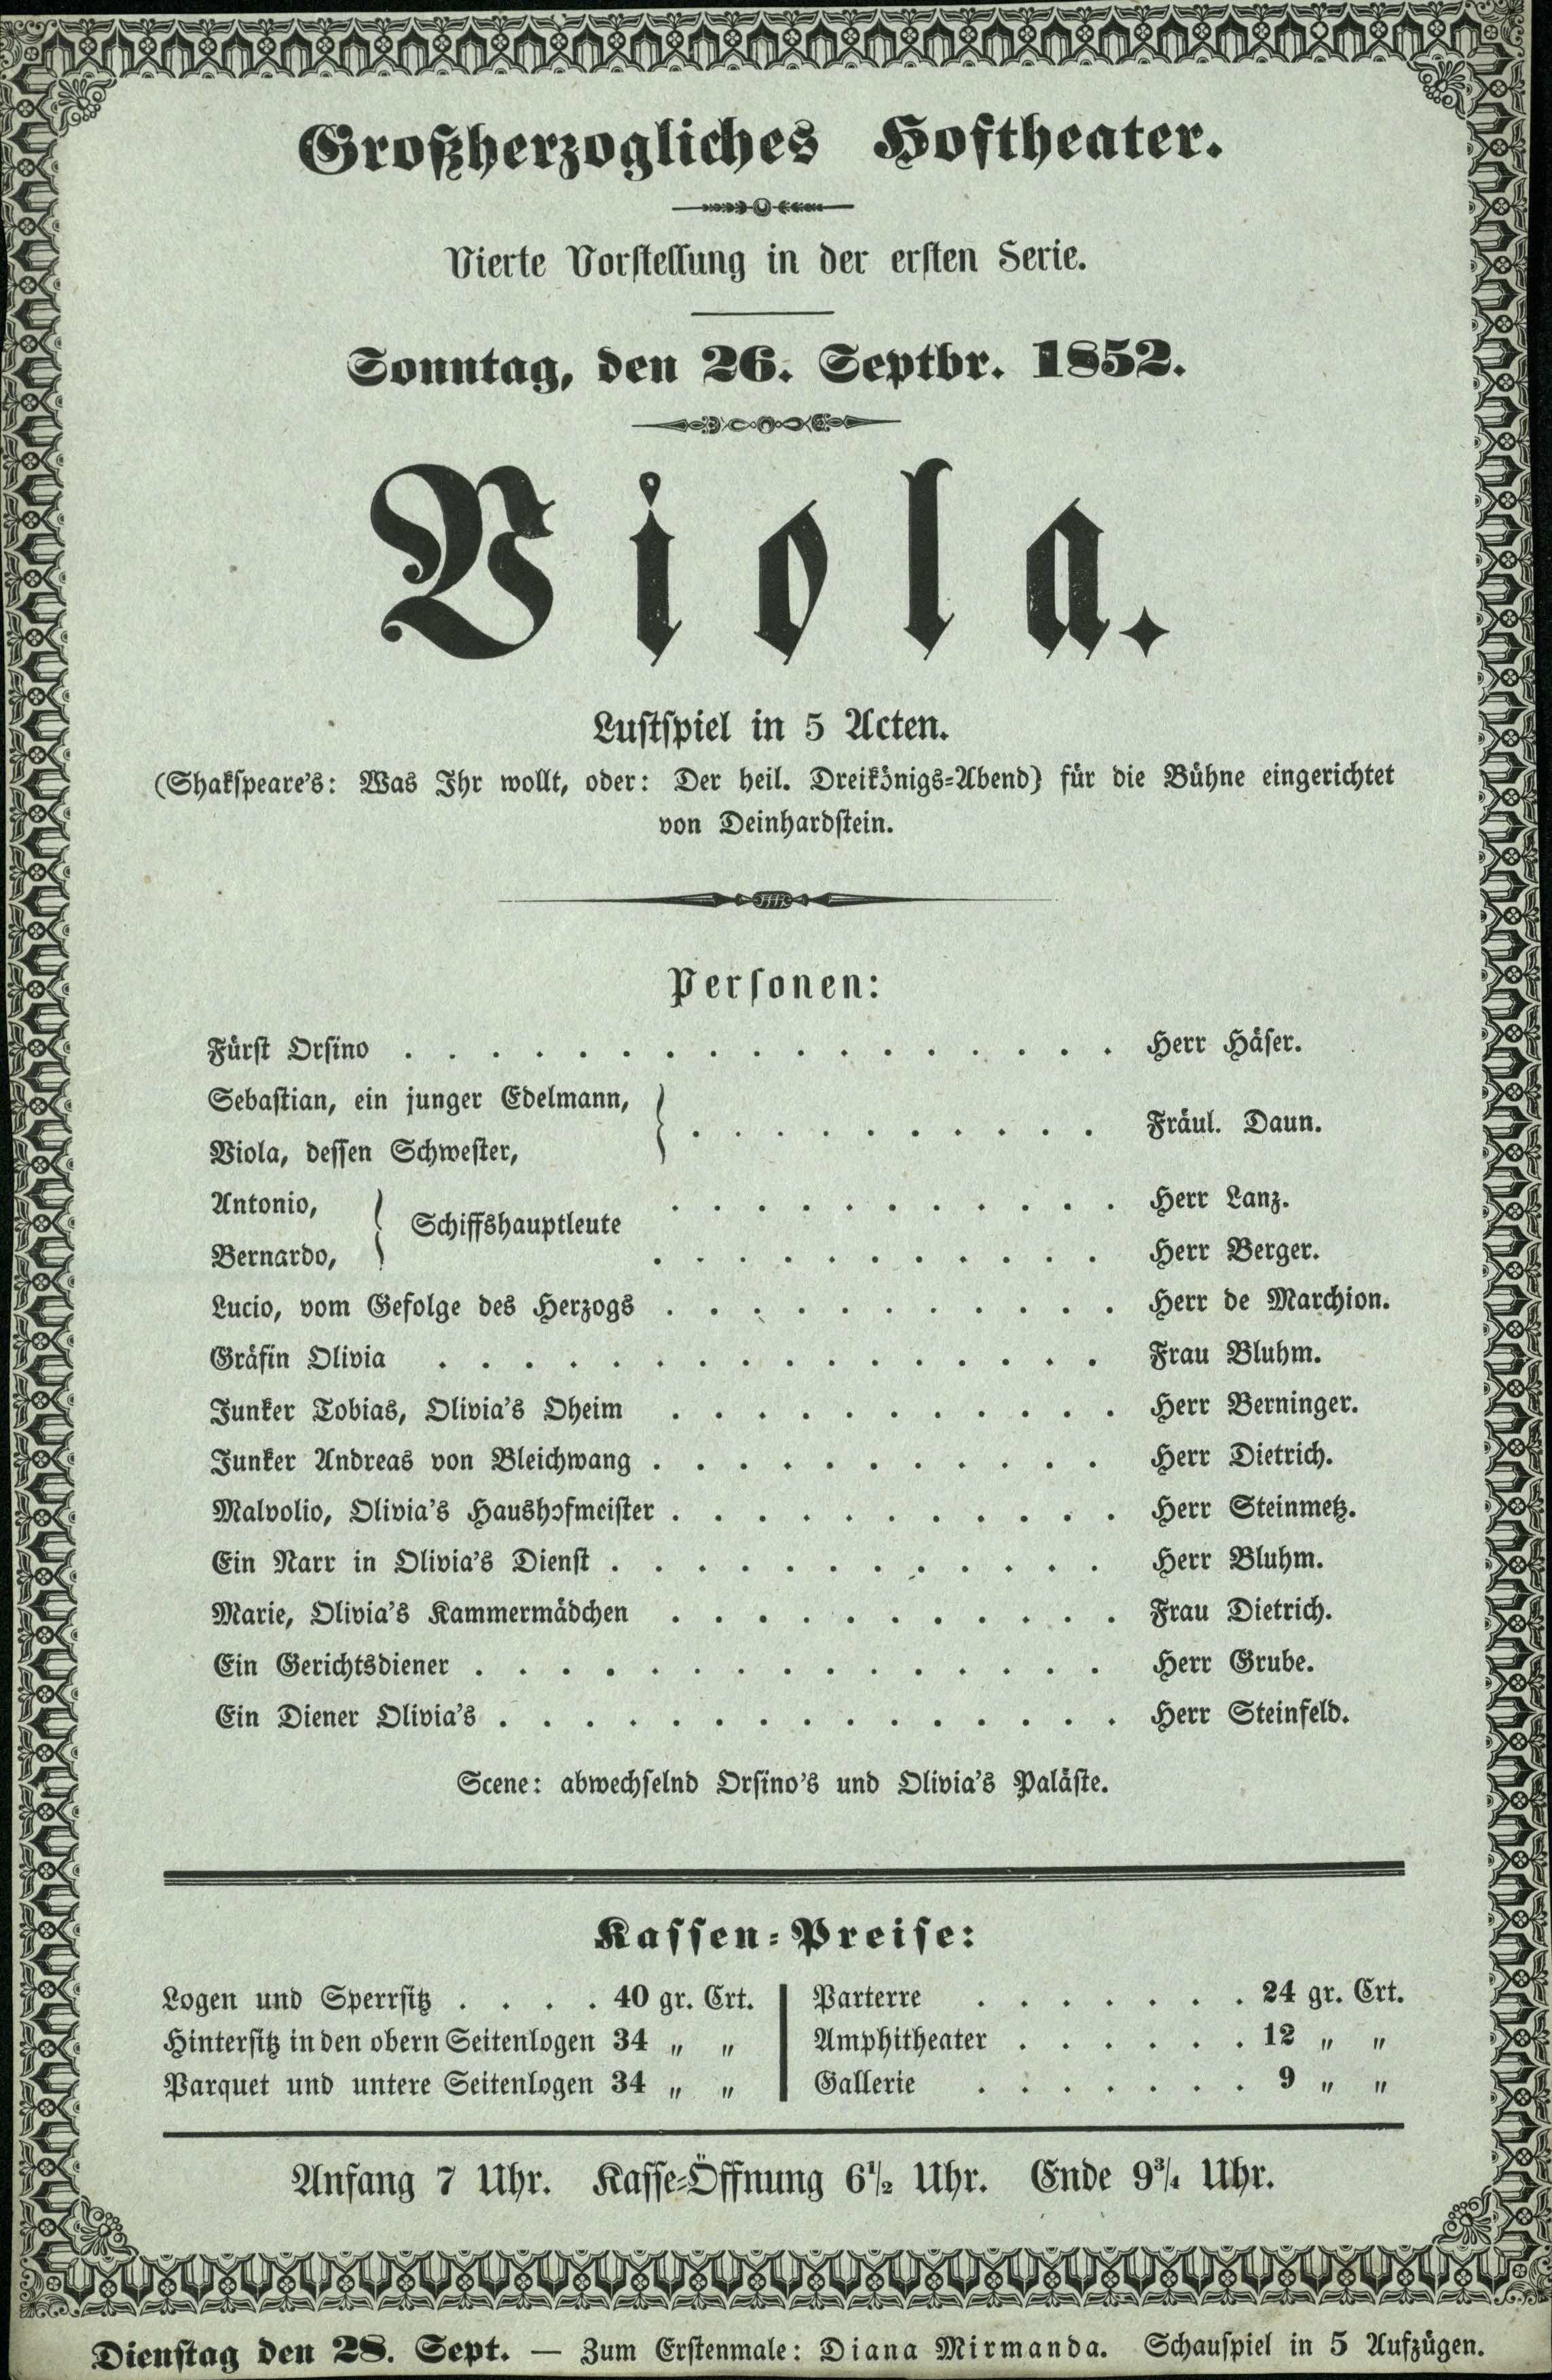 Großherzogliches Hoftheater.
Vierte Vorstellung in der ersten Serie.
Sonntag, den 26. Septbr. 1852.
Viola.
Lustspiel in 5 Acten.
(Shakspeare's: Was Ihr wollt, oder: Der heil. Dreikönigs-Abend) für die Bühne eingerichtet
von Deinhardstein.
Personen:
Fürst Orsino . . . . . . . . . . . . . . . . . Herr Häser.
Sebastian, ein junger Edelmann,
Viola, dessen Schwester, } . . . . . . . . . . Fräul. Daun.
Antonio, } Schiffshauptleute . . . . . . . . . . . Herr Lanz.
Bernardo, . . . . . . . . . . . Herr Berger.
Lucio, vom Gefolge des Herzogs . . . . . . . . . . . Herr de Marchion.
Gräfin Olivia . . . . . . . . . . . . . . . . Frau Bluhm.
Junker Tobias, Olivia's Oheim . . . . . . . . . . . Herr Berninger.
Junker Andreas von Bleichwang . . . . . . . . . . . Herr Dietrich.
Malvolio, Olivia's Haushofmeister . . . . . . . . . . . Herr Steinmetz.
Ein Narr in Olivia's Dienst . . . . . . . . . . . . Herr Bluhm.
Marie, Olivia's Kammermädchen . . . . . . . . . . . Frau Dietrich.
Ein Gerichtsdiener . . . . . . . . . . . . . . . Herr Grube.
Ein Diener Olivia's . . . . . . . . . . . . . . . Herr Steinfeld.
Scene: abwechselnd Orsino's und Olivia's Paläste.
Kassen-Preise:
Logen und Sperrsitz . . . . 40 gr. Crt.
Hintersitz in den obern Seitenlogen 34 „ „
Parquet und untere Seitenlogen 34 „ „
Parterre . . . . . . . 24 gr. Crt.
Amphitheater . . . . . . 12 „ „
Gallerie . . . . . . . 9 „ „
Anfang 7 Uhr. Kasse-Öffnung 6½ Uhr. Ende 9¾ Uhr.
Dienstag den 28. Sept. — Zum Erstenmale: Diana Mirmanda. Schauspiel in 5 Aufzügen.